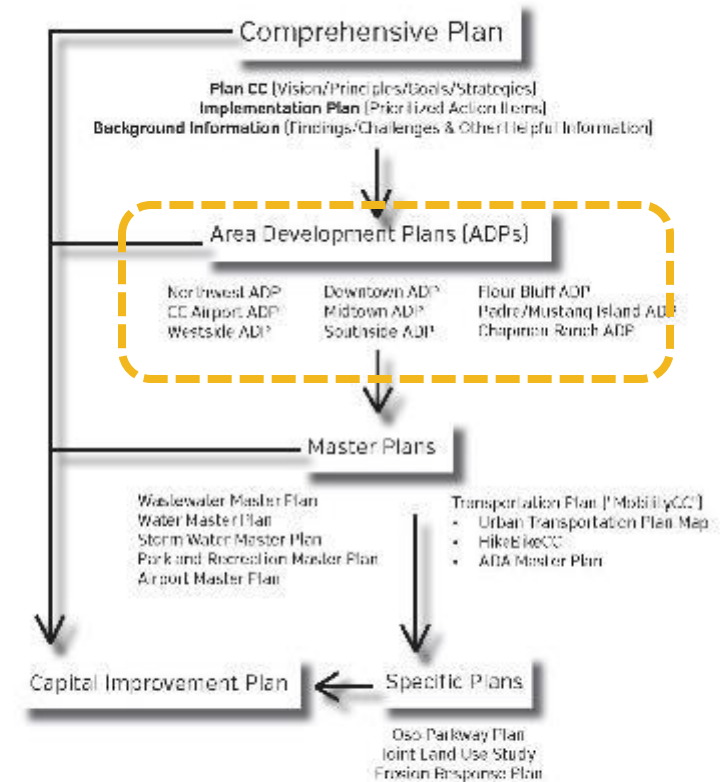 Comprehensive Plan
Plan CC (Vision/Principles/Goals/Strategies)
Implementation Plan (Prioritized Action Items)
Background Information (Findings/Challenges & Other Helpful Information)
Area Development Plans (ADPs)
Northwest ADP
CC Airport ADP
Westside ADP
Downtown ADP
Midtown ADP
Southside ADP
Flour Bluff ADP
Padre/Mustang Island ADP
Chapman Ranch ADP
Master Plans
Wastewater Master Plan
Water Master Plan
Storm Water Master Plan
Park and Recreation Master Plan
Airport Master Plan
Transportation Plan ("MobilityCC")
• Urban Transportation Plan Map
• HikeBikeCC
• ADA Master Plan
Capital Improvement Plan
Specific Plans
Oso Parkway Plan
Joint Land Use Study
Erosion Response Plan